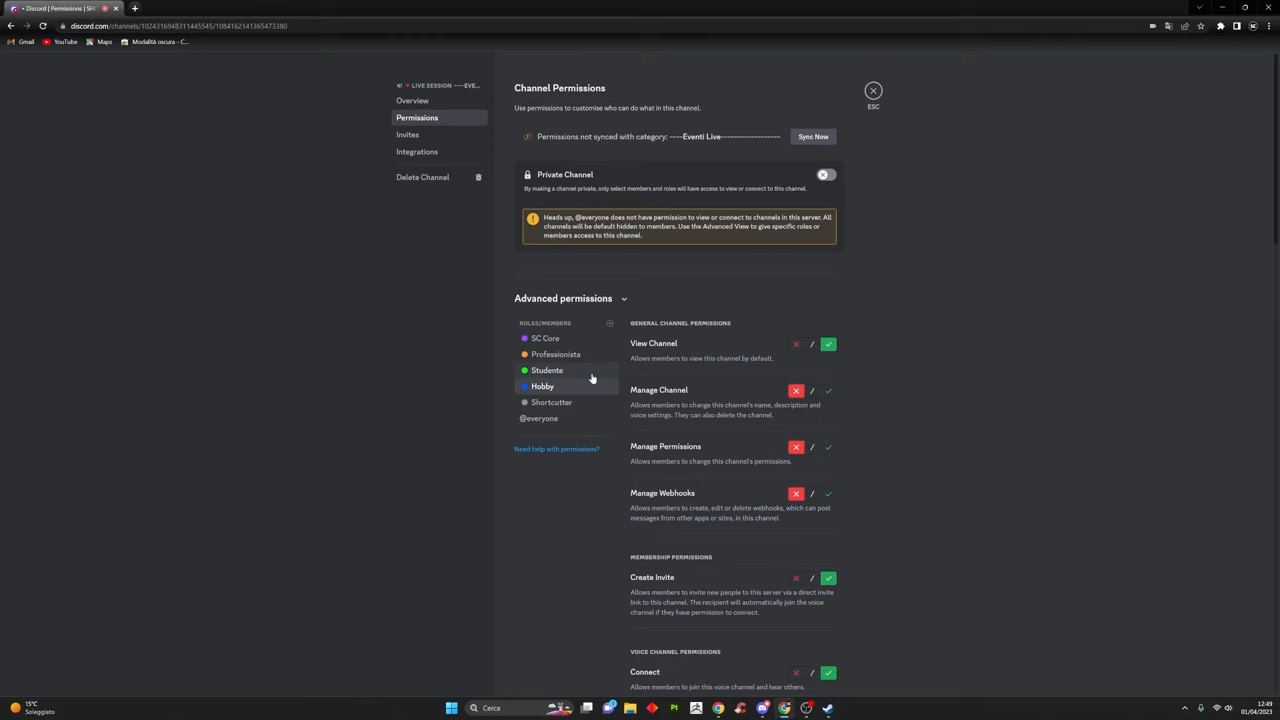 • Discord | Permissions | SH(
discord.com/channels/1024316948311445545/1084162141365473380
Gmail
YouTube
Maps
Modalità oscura - C...
LIVE SESSION ----EVE...
Overview
Permissions
Invites
Integrations
Delete Channel
Channel Permissions
Use permissions to customise who can do what in this channel.
ESC
Permissions not synced with category: ----Eventi Live-------------------
Sync Now
Private Channel
By making a channel private, only select members and roles will have access to view or connect to this channel.
Heads up, @everyone does not have permission to view or connect to channels in this server. All
channels will be default hidden to members. Use the Advanced View to give specific roles or
members access to this channel.
Advanced permissions
ROLES/MEMBERS
SC Core
Professionista
Studente
Hobby
Shortcutter
@everyone
Need help with permissions?
GENERAL CHANNEL PERMISSIONS
View Channel
/
Allows members to view this channel by default.
Manage Channel
/
Allows members to change this channel's name, description and
voice settings. They can also delete the channel.
Manage Permissions
/
Allows members to change this channel's permissions.
Manage Webhooks
/
Allows members to create, edit or delete webhooks, which can post
messages from other apps or sites, in this channel.
MEMBERSHIP PERMISSIONS
Create Invite
/
Allows members to invite new people to this server via a direct invite
link to this channel. The recipient will automatically join the voice
channel if they have permission to connect.
VOICE CHANNEL PERMISSIONS
Connect
/
Allows members to join this voice channel and hear others.
15°C
Soleggiato
Cerca
Pt
12:49
01/04/2023